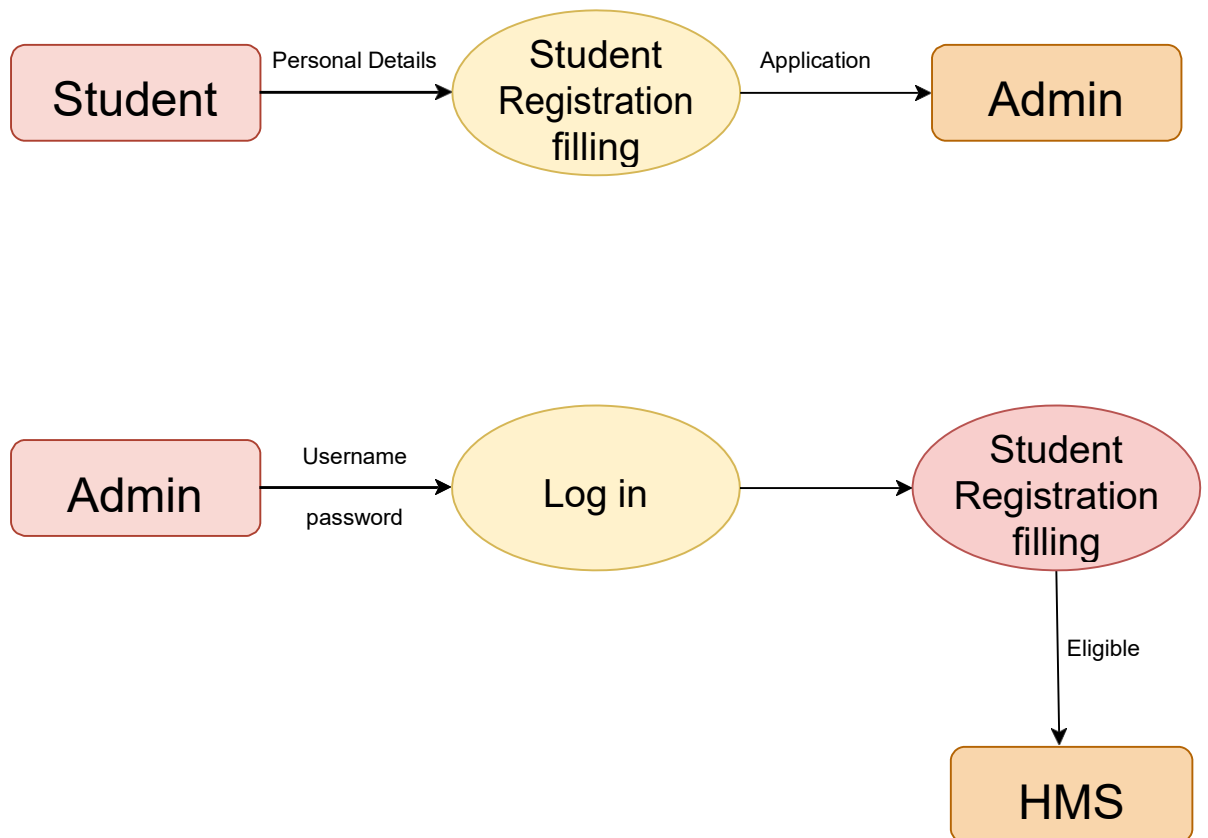 Student
Personal Details
Student
Registration
filling
Application
Admin
Admin
Username
password
Log in
Student
Registration
filling
Eligible
HMS